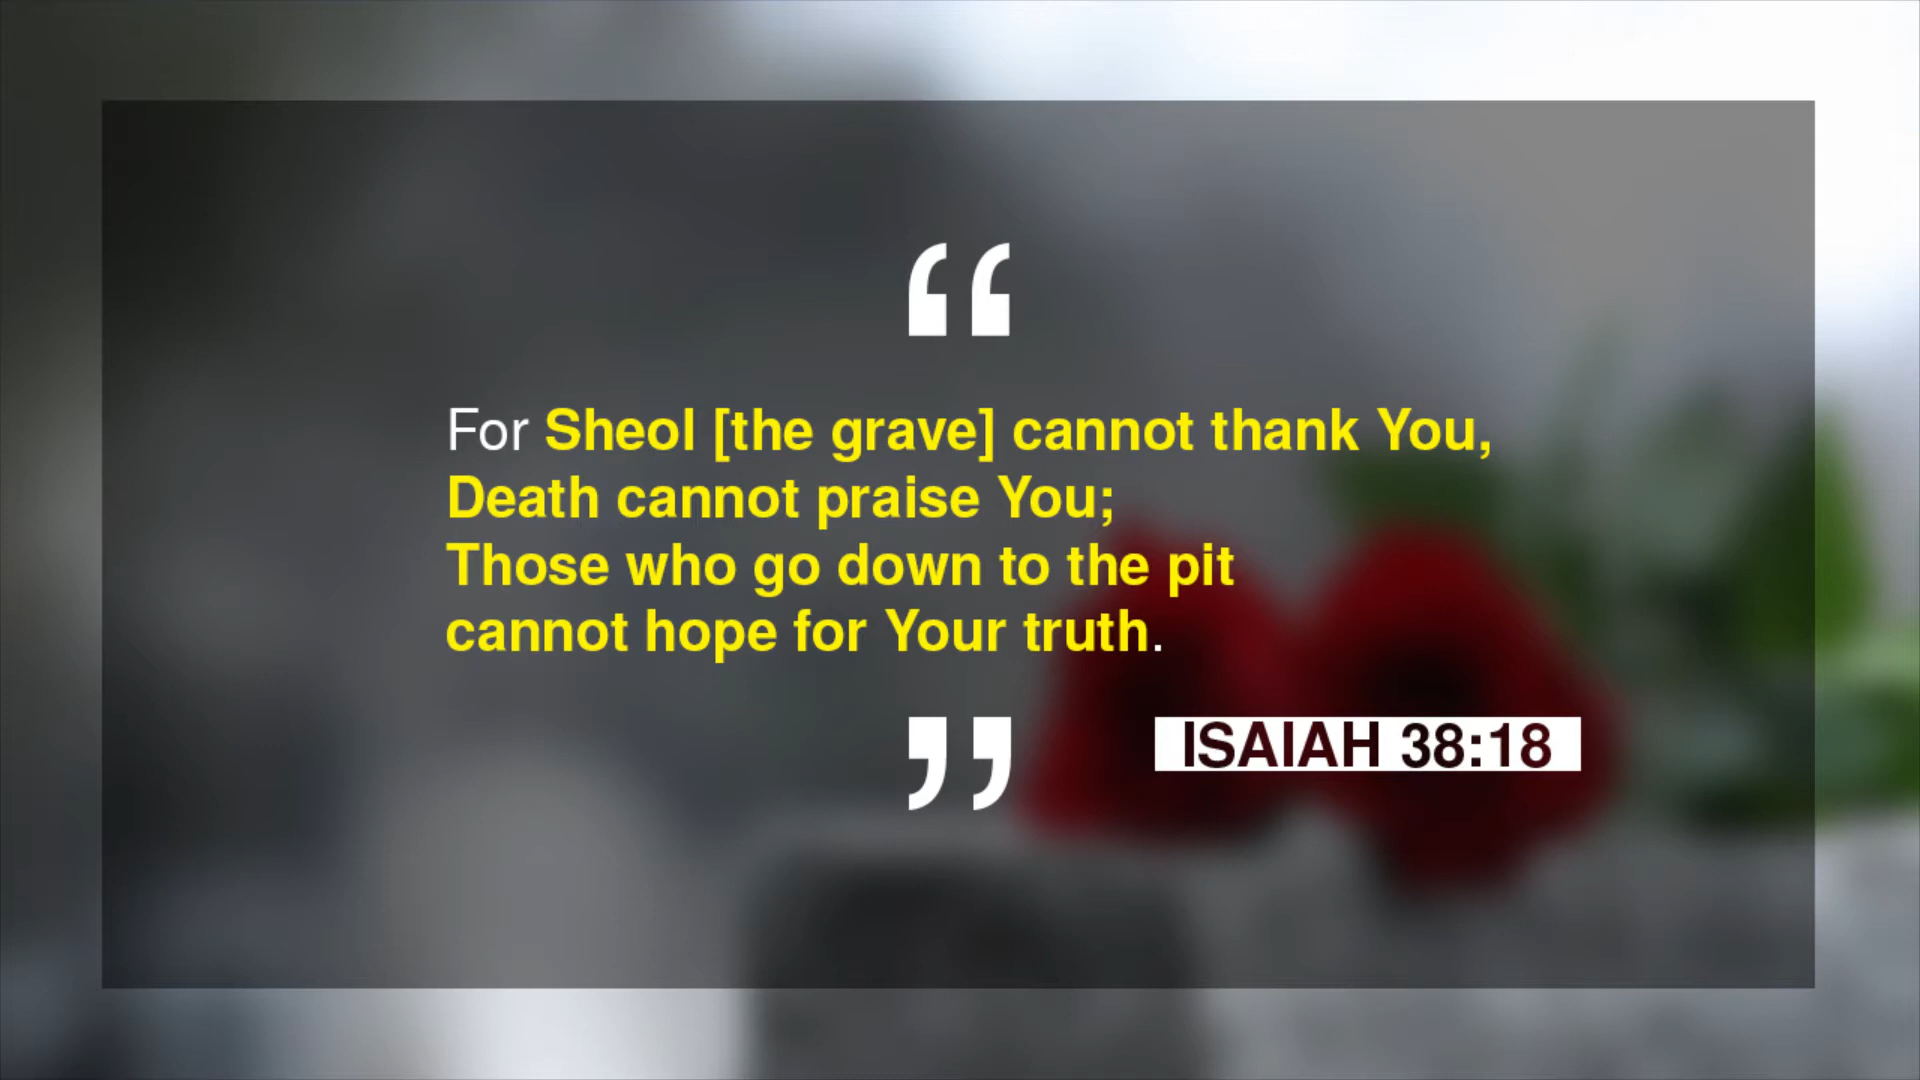 “
For Sheol [the grave] cannot thank You,
Death cannot praise You;
Those who go down to the pit
cannot hope for Your truth.
”
ISAIAH 38:18